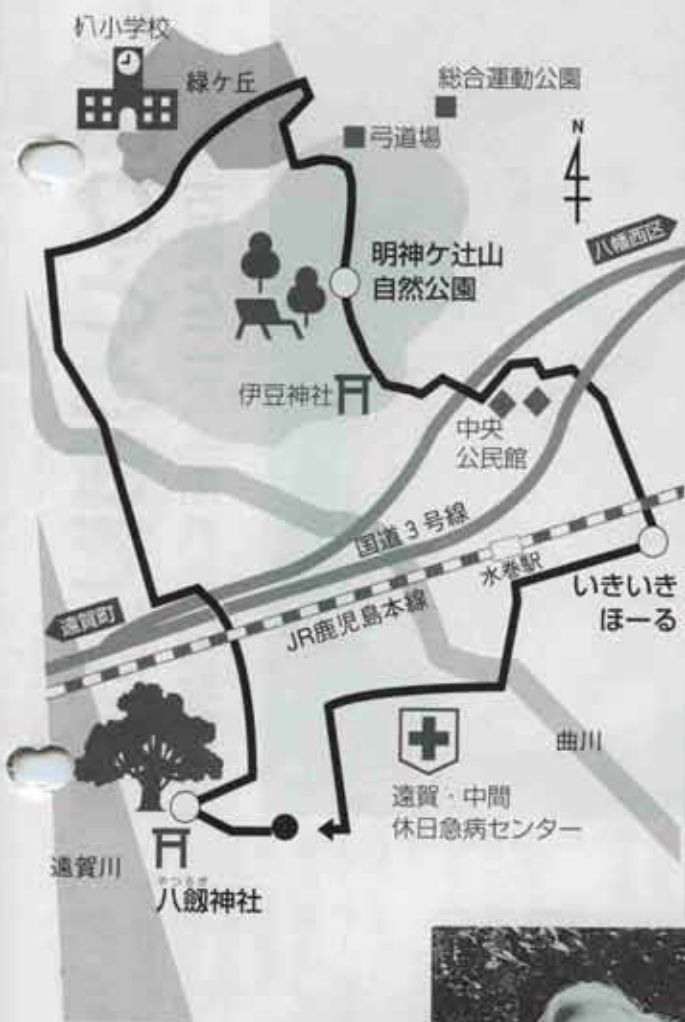 小学校
緑ケ丘
総合運動公園
弓道場
N
八幡西区
明神ケ辻山
自然公園
伊豆神社
中央
公民館
国道3号線
水巻駅
いきいき
ほーる
遠賀町
JR鹿児島本線
曲川
遠賀・中間
休日急病センター
遠賀川
やつるぎ
八劔神社